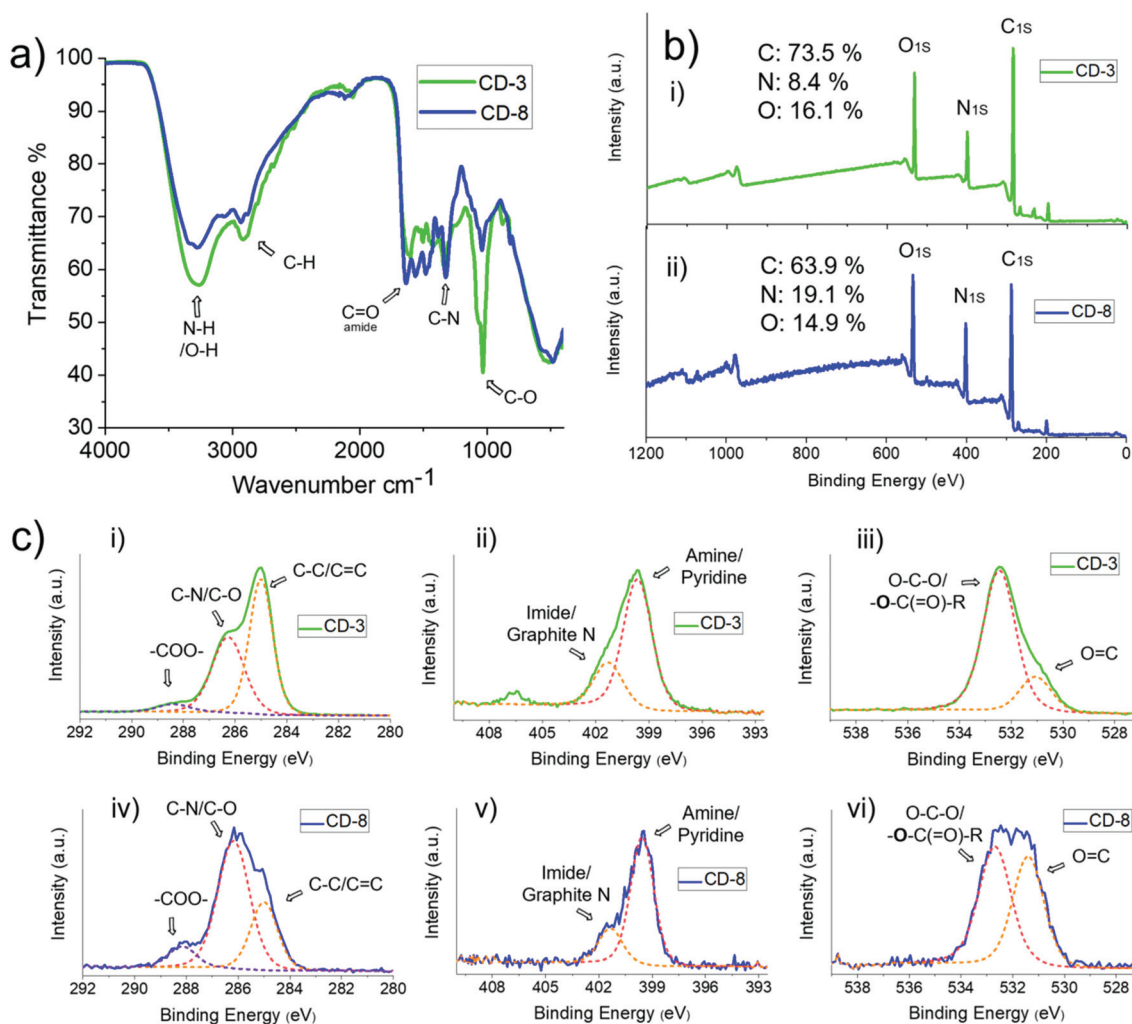 a)
100
90
80
70
60
50
40
30
Transmittance %
CD-3
CD-8
C-H
N-H
/O-H
C=O
amide
C-N
C-O
4000
3000
2000
1000
Wavenumber cm-1
b)
i)
C: 73.5 %
N: 8.4 %
O: 16.1 %
O1S
N1S
C1S
CD-3
Intensity (a.u.)
ii)
C: 63.9 %
N: 19.1 %
O: 14.9 %
O1S
N1S
C1S
CD-8
Intensity (a.u.)
1200
1000
800
600
400
200
0
Binding Energy (eV)
c)
i)
C-C/C=C
C-N/C-O
CD-3
-COO-
Intensity (a.u.)
292
290
288
286
284
282
280
Binding Energy (eV)
ii)
Amine/
Pyridine
Imide/
Graphite N
CD-3
Intensity (a.u.)
408
405
402
399
396
393
Binding Energy (eV)
iii)
CD-3
O-C-O/
-O-C(=O)-R
O=C
Intensity (a.u.)
538
536
534
532
530
528
Binding Energy (eV)
iv)
C-N/C-O
CD-8
-COO-
C-C/C=C
Intensity (a.u.)
292
290
288
286
284
282
280
Binding Energy (eV)
v)
Amine/
Pyridine
Imide/
Graphite N
CD-8
Intensity (a.u.)
408
405
402
399
396
393
Binding Energy (eV)
vi)
O-C-O/
-O-C(=O)-R
CD-8
O=C
Intensity (a.u.)
538
536
534
532
530
528
Binding Energy (eV)